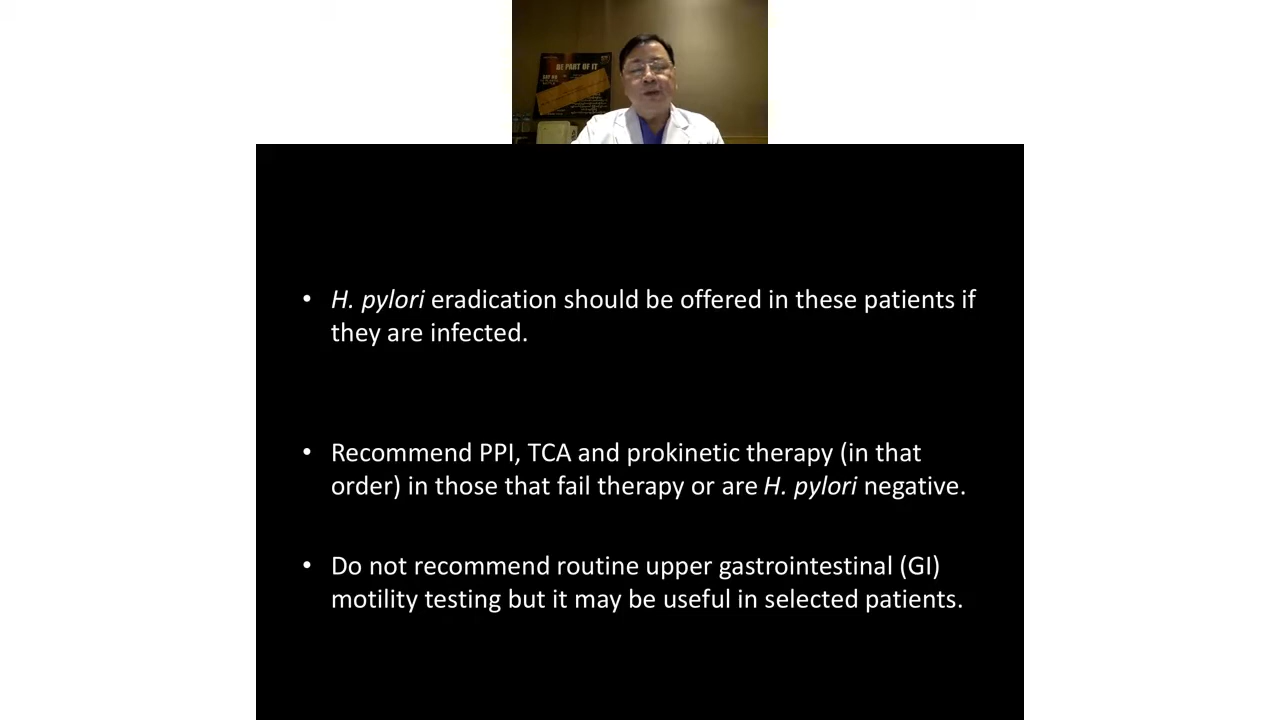 BE PART OF IT
• H. pylori eradication should be offered in these patients if
they are infected.
• Recommend PPI, TCA and prokinetic therapy (in that
order) in those that fail therapy or are H. pylori negative.
• Do not recommend routine upper gastrointestinal (GI)
motility testing but it may be useful in selected patients.